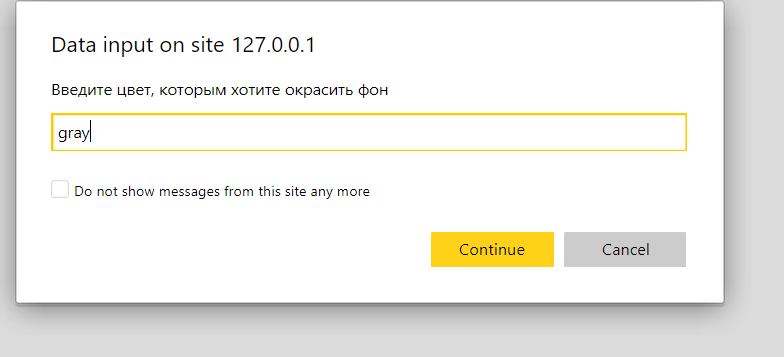 Data input on site 127.0.0.1
Введите цвет, которым хотите окрасить фон
gray
Do not show messages from this site any more
Continue Cancel